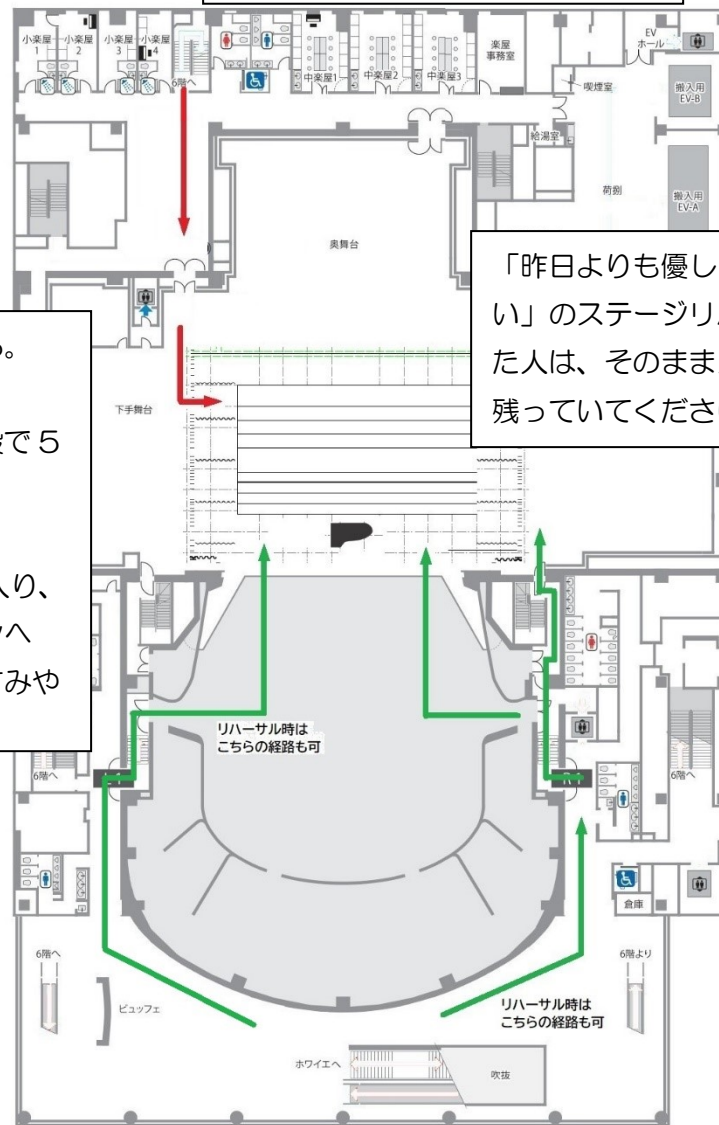 小楽屋
1
小楽屋
2
小楽屋
3
小楽屋
4
6階へ
中楽屋1
中楽屋2
中楽屋3
楽屋
事務室
EV
ホール
喫煙室
給湯室
搬入用
EV-B
荷捌
搬入用
EV-A
奥舞台
「昨日よりも優し
い」のステージリ
た人は、そのまま
残っていてくださ
。
段で5
入り、
へ
すみや
下手舞台
リハーサル時は
こちらの経路も可
6階へ
6階へ
倉庫
6階へ
6階より
ビュッフェ
リハーサル時は
こちらの経路も可
ホワイエへ
吹抜